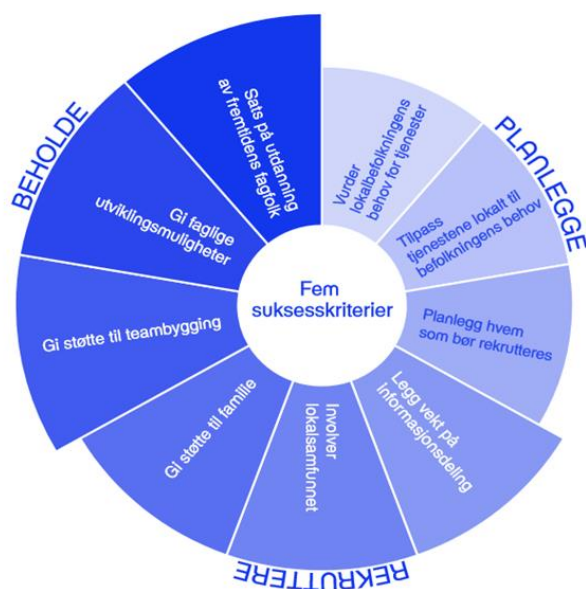 Fem
suksesskriterier
PLANLEGGE
Vurder
lokalbefolkningens
behov for tjenester
Tilpass
tjenestene lokalt til
befolkningens behov
Planlegg hvem
som bør rekrutteres
REKRUTTERE
Legg vekt på
informasjonsdeling
Involver
lokalsamfunnet
Gi støtte til familie
BEHOLDE
Gi støtte til teambygging
Gi faglige
utviklingsmuligheter
Sats på utdanning
av fremtidens fagfolk